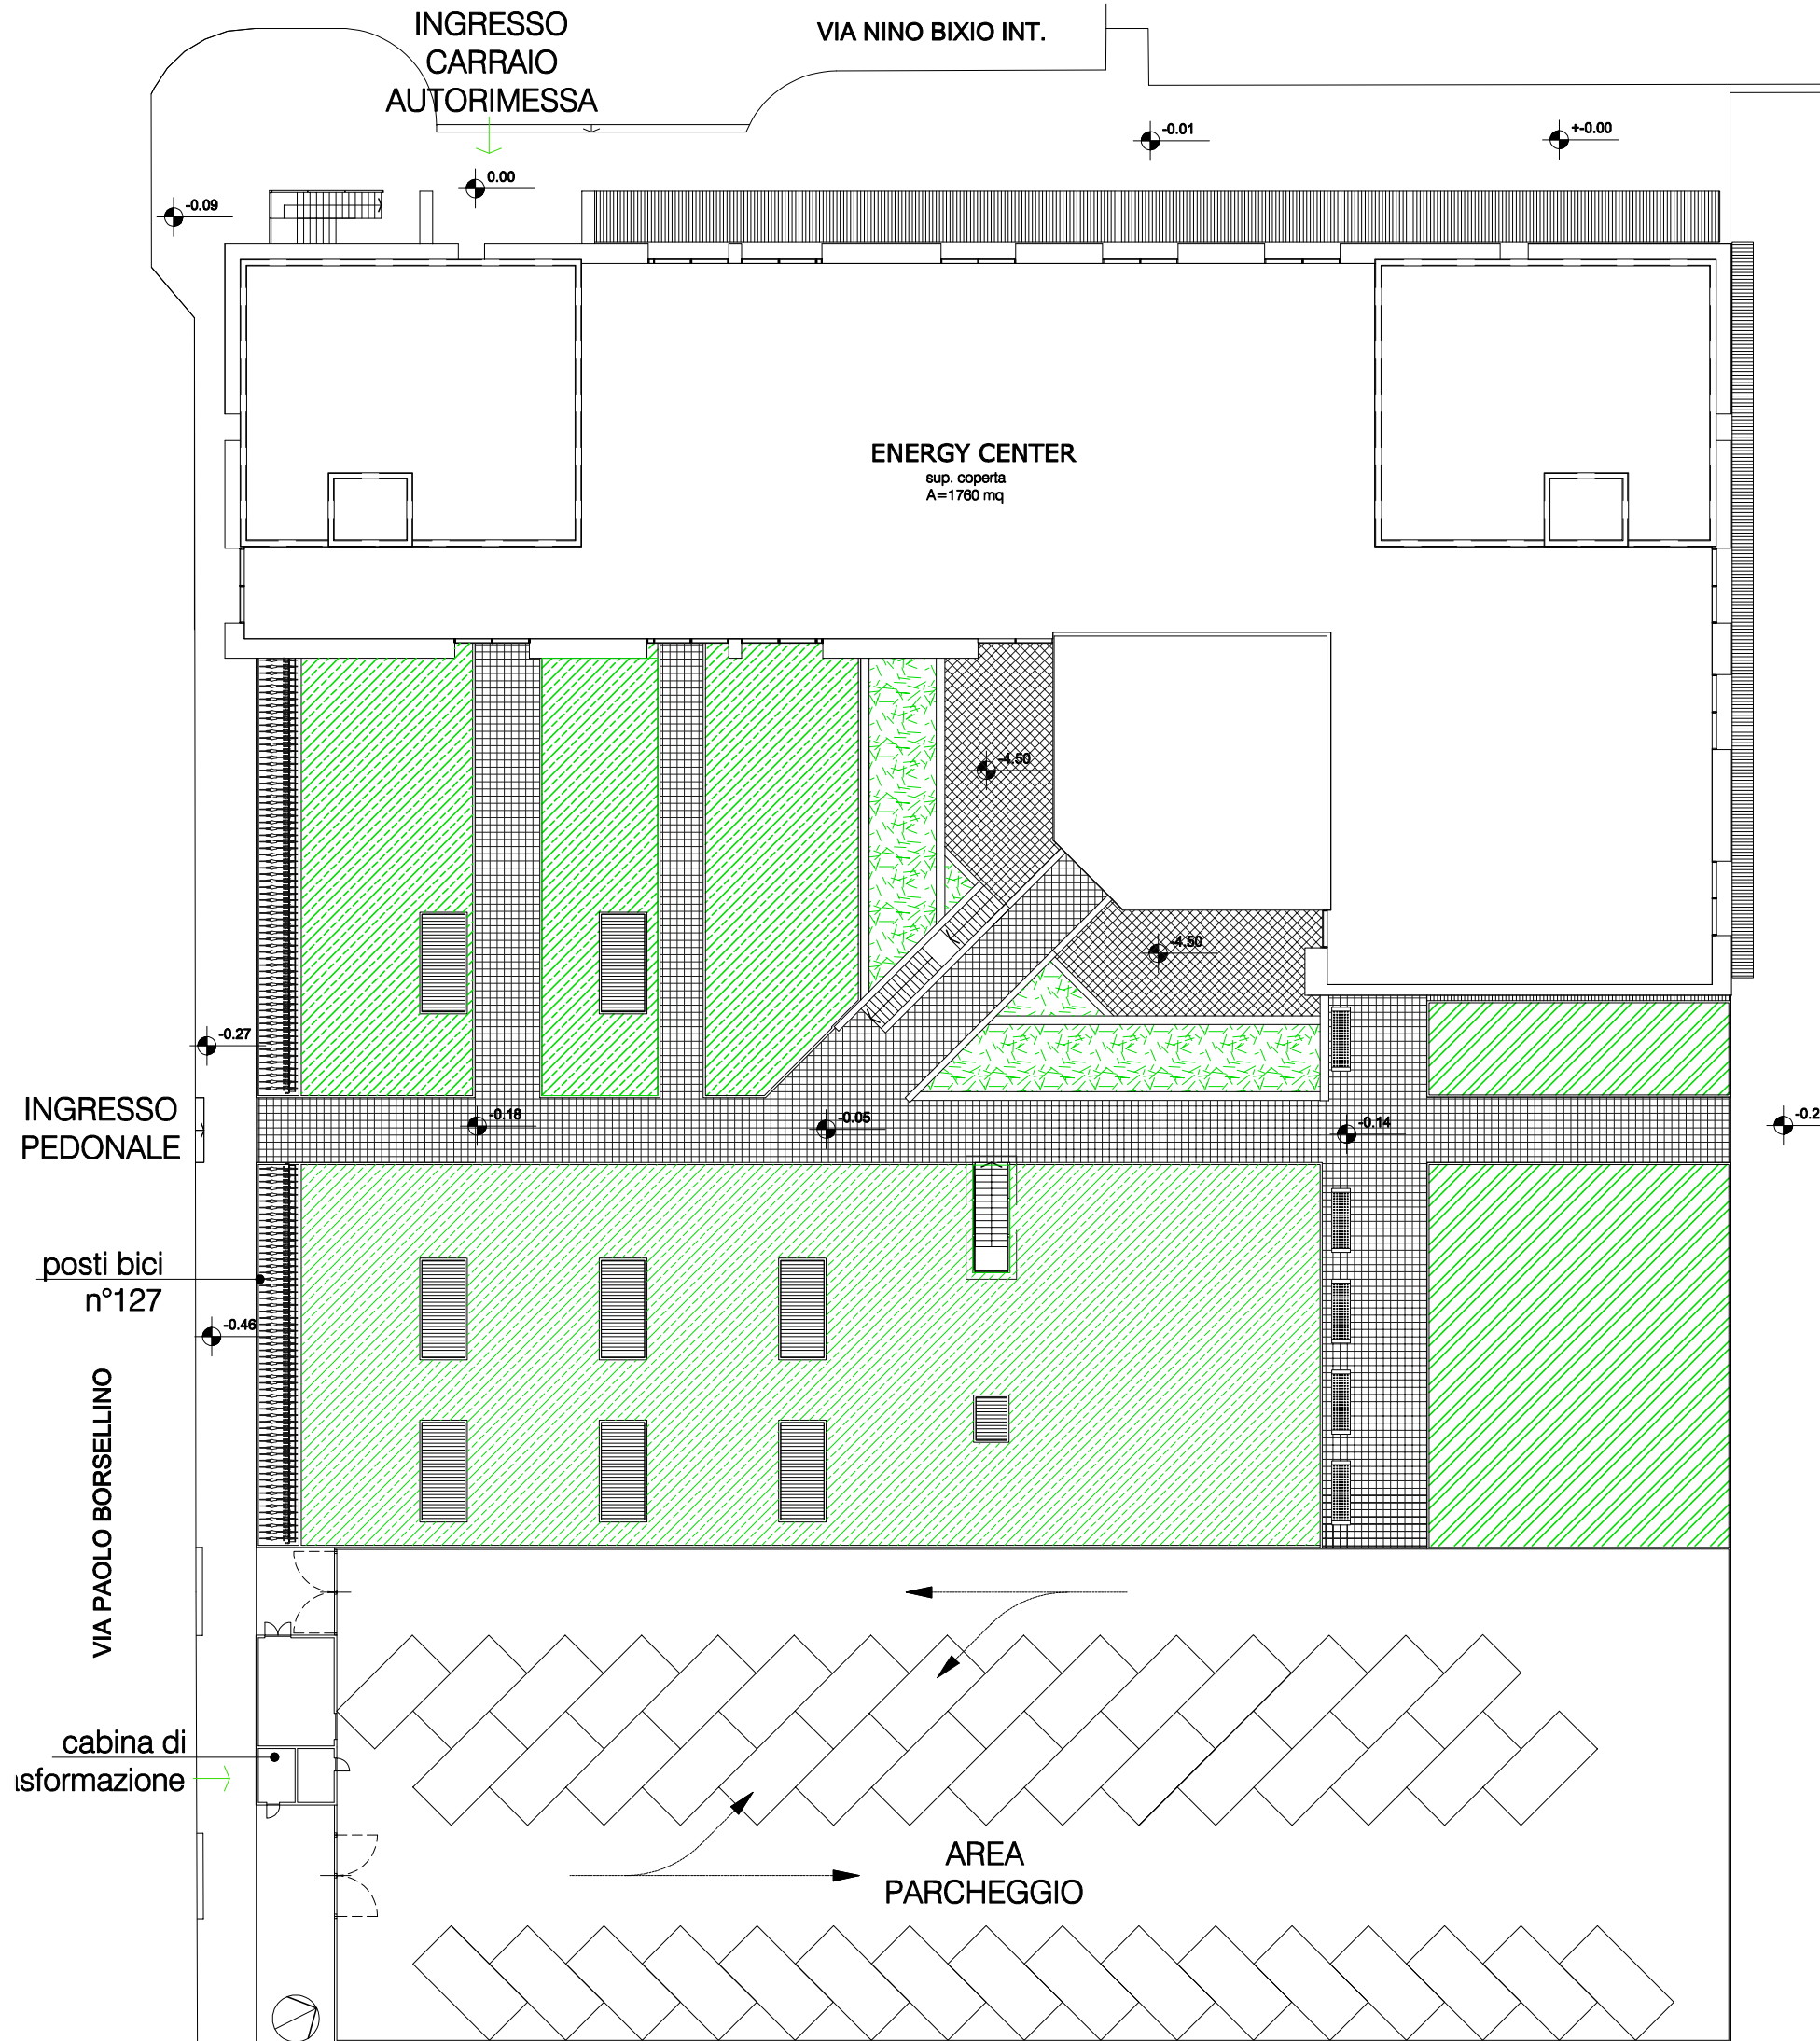 INGRESSO
CARRAIO
AUTORIMESSA
VIA NINO BIXIO INT.
-0.01
+-0.00
0.00
-0.09
ENERGY CENTER
sup. coperta
A=1760 mq
-4.50
-4.50
-0.27
INGRESSO
PEDONALE
-0.18
-0.05
-0.14
-0.2
posti bici
n°127
-0.46
VIA PAOLO BORSELLINO
cabina di
sformazione
AREA
PARCHEGGIO